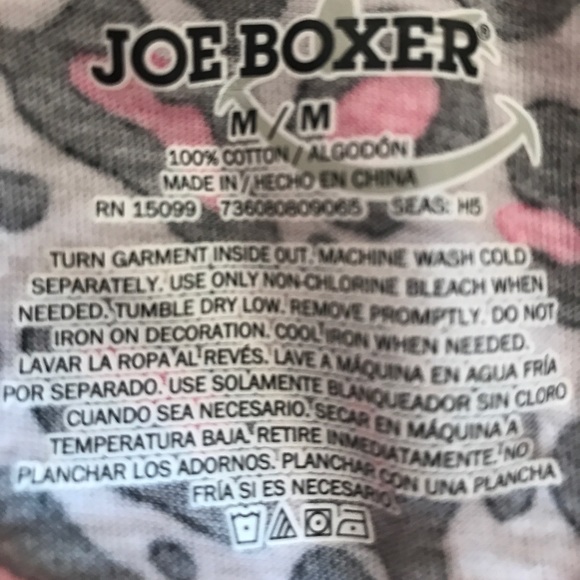 JOE BOXER®
M / M
100% COTTON / ALGODÓN
MADE IN / HECHO EN CHINA
RN 15099 736080809065 SEAS: H5
TURN GARMENT INSIDE OUT. MACHINE WASH COLD
SEPARATELY. USE ONLY NON-CHLORINE BLEACH WHEN
NEEDED. TUMBLE DRY LOW. REMOVE PROMPTLY. DO NOT
IRON ON DECORATION. COOL IRON WHEN NEEDED.
LAVAR LA ROPA AL REVÉS. LAVE A MÁQUINA EN AGUA FRÍA
POR SEPARADO. USE SOLAMENTE BLANQUEADOR SIN CLORO
CUANDO SEA NECESARIO. SECAR EN MÁQUINA A
TEMPERATURA BAJA. RETIRE INMEDIATAMENTE. NO
PLANCHAR LOS ADORNOS. PLANCHAR CON UNA PLANCHA
FRÍA SI ES NECESARIO.